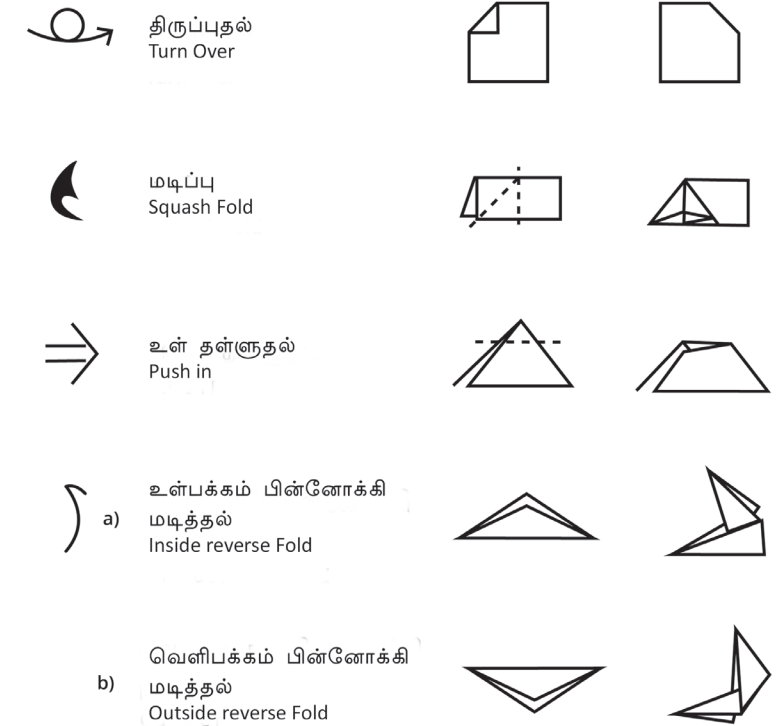 திருப்புதல்
Turn Over
மடிப்பு
Squash Fold
உள் தள்ளுதல்
Push in
a)
உள்பக்கம் பின்னோக்கி
மடித்தல்
Inside reverse Fold
b)
வெளிபக்கம் பின்னோக்கி
மடித்தல்
Outside reverse Fold